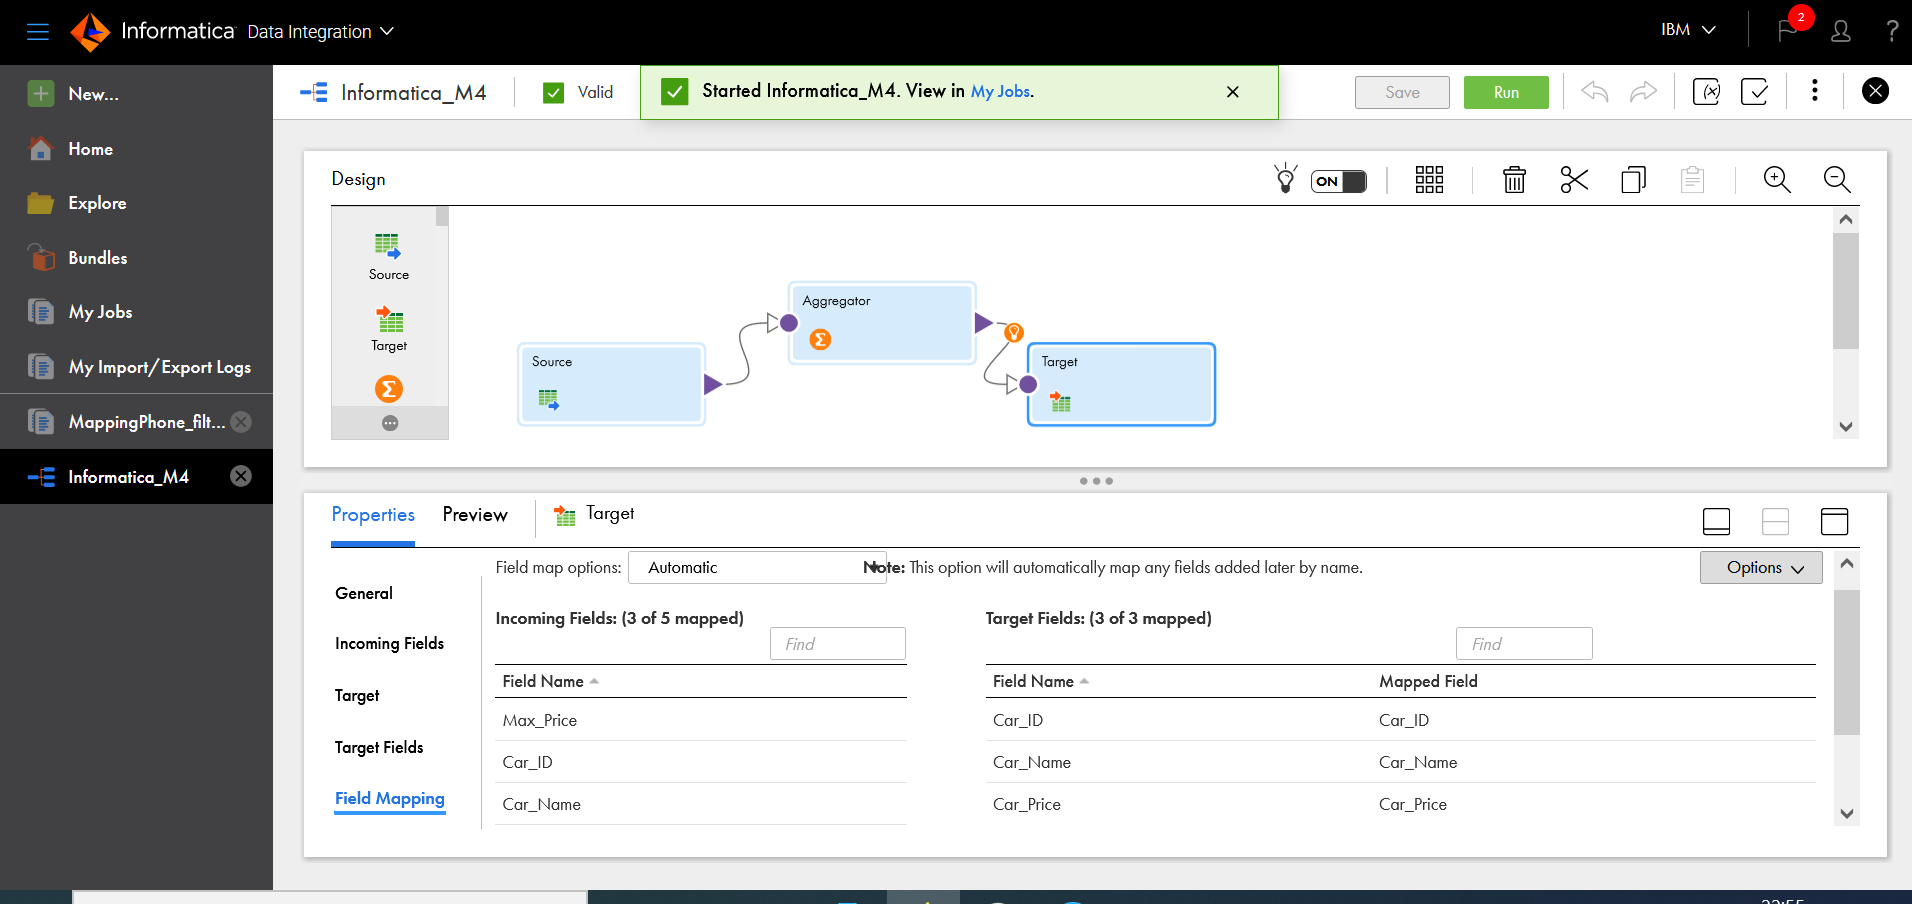 Informatica Data Integration
IBM
2
?
New...
Home
Explore
Bundles
My Jobs
My Import/Export Logs
MappingPhone_filt...
Informatica_M4
Informatica_M4
Valid
Started Informatica_M4. View in My Jobs.
Save
Run
Design
ON
Source
Target
Source
Aggregator
Target
Properties
Preview
Target
General
Incoming Fields
Target
Target Fields
Field Mapping
Field map options: Automatic
Note: This option will automatically map any fields added later by name.
Options
Incoming Fields: (3 of 5 mapped)
Find
Field Name
Max_Price
Car_ID
Car_Name
Target Fields: (3 of 3 mapped)
Find
Field Name Mapped Field
Car_ID Car_ID
Car_Name Car_Name
Car_Price Car_Price